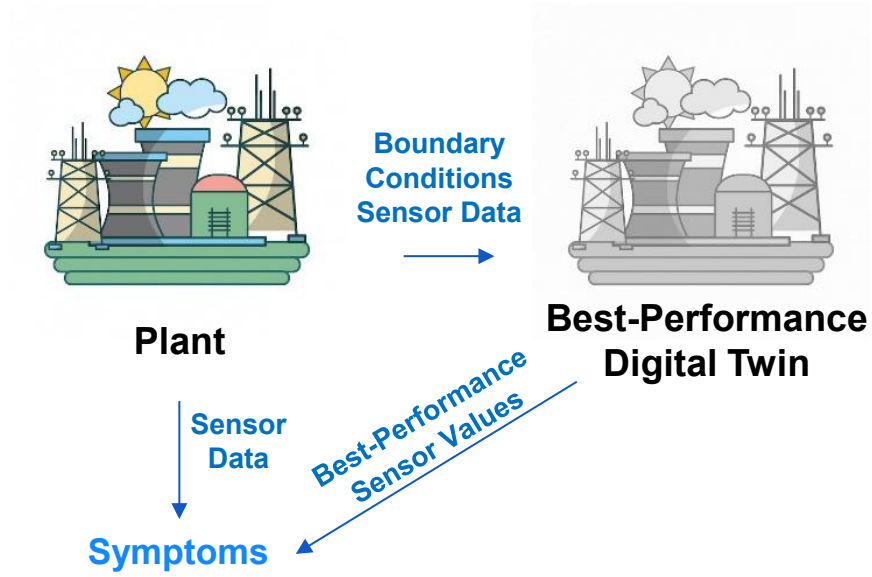 Boundary
Conditions
Sensor Data
Plant
Best-Performance
Digital Twin
Sensor
Data
Best-Performance
Sensor Values
Symptoms